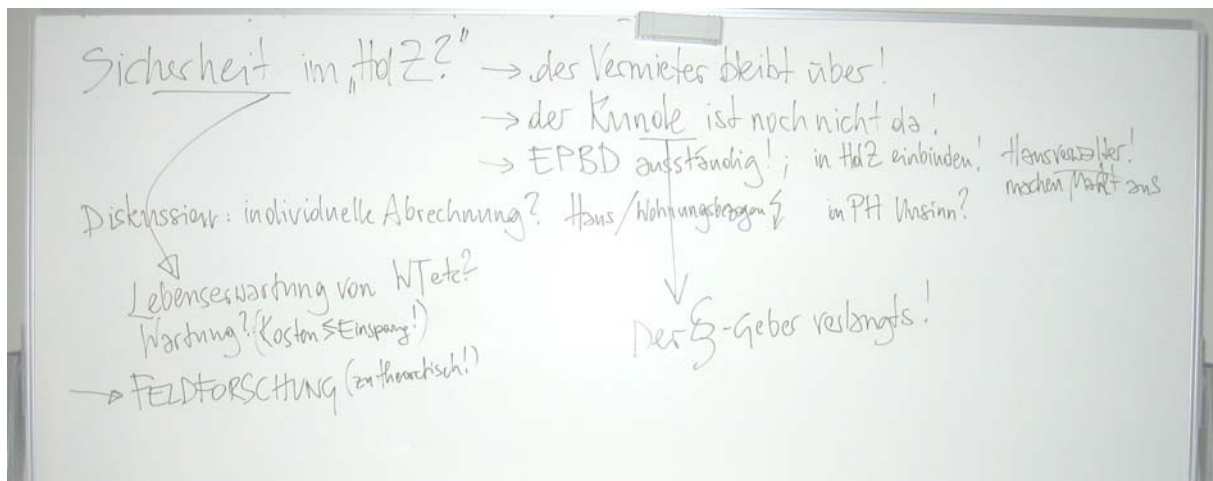 Sicherheit im „HdZ?“ → der Vermieter bleibt über!
→ der Kunde ist noch nicht da!
→ EPBD ausständig!; in HdZ einbinden! Hausverwalter!
machen Markt aus
Diskussion: individuelle Abrechnung? Haus/Wohnungsbezogen in PH Unsinn?
Lebenserwartung von WT etc?
Wartung? (Kosten ≤ Einsparg!)
Der §-Geber verlangts!
→ FELDFORSCHUNG (zu theoretisch!)